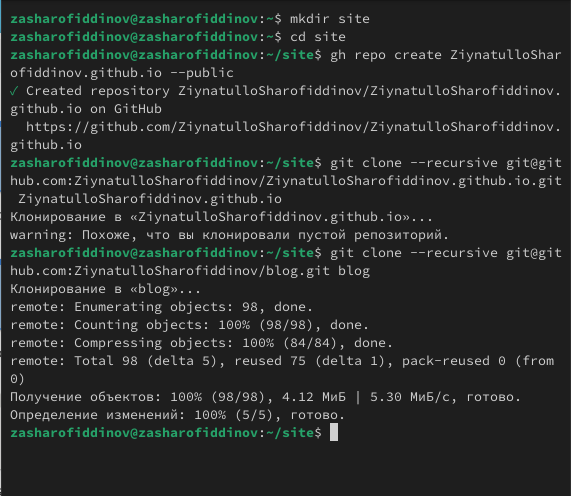 zasharofiddinov@zasharofiddinov:~$ mkdir site
zasharofiddinov@zasharofiddinov:~$ cd site
zasharofiddinov@zasharofiddinov:~/site$ gh repo create ZiynatulloShar
ofiddinov.github.io --public
✓ Created repository ZiynatulloSharofiddinov/ZiynatulloSharofiddinov.
github.io on GitHub
  https://github.com/ZiynatulloSharofiddinov/ZiynatulloSharofiddinov.
github.io
zasharofiddinov@zasharofiddinov:~/site$ git clone --recursive git@git
hub.com:ZiynatulloSharofiddinov/ZiynatulloSharofiddinov.github.io.git
 ZiynatulloSharofiddinov.github.io
Клонирование в «ZiynatulloSharofiddinov.github.io»...
warning: Похоже, что вы клонировали пустой репозиторий.
zasharofiddinov@zasharofiddinov:~/site$ git clone --recursive git@git
hub.com:ZiynatulloSharofiddinov/blog.git blog
Клонирование в «blog»...
remote: Enumerating objects: 98, done.
remote: Counting objects: 100% (98/98), done.
remote: Compressing objects: 100% (84/84), done.
remote: Total 98 (delta 5), reused 75 (delta 1), pack-reused 0 (from
0)
Получение объектов: 100% (98/98), 4.12 МиБ | 5.30 МиБ/с, готово.
Определение изменений: 100% (5/5), готово.
zasharofiddinov@zasharofiddinov:~/site$